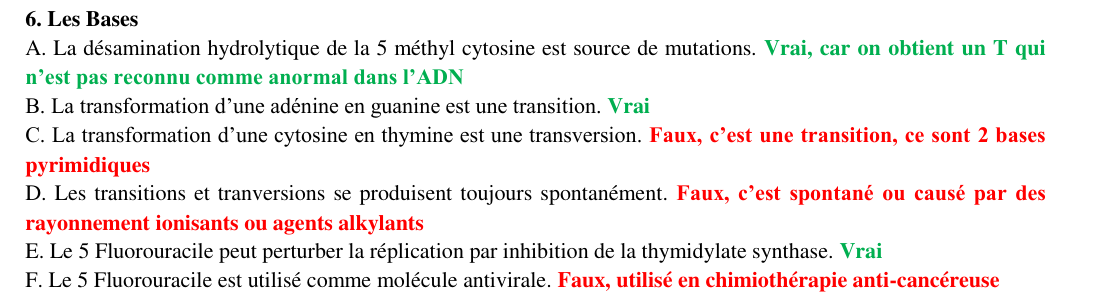 6. Les Bases
A. La désamination hydrolytique de la 5 méthyl cytosine est source de mutations. Vrai, car on obtient un T qui
n’est pas reconnu comme anormal dans l’ADN
B. La transformation d’une adénine en guanine est une transition. Vrai
C. La transformation d’une cytosine en thymine est une transversion. Faux, c’est une transition, ce sont 2 bases
pyrimidiques
D. Les transitions et tranversions se produisent toujours spontanément. Faux, c’est spontané ou causé par des
rayonnement ionisants ou agents alkylants
E. Le 5 Fluorouracile peut perturber la réplication par inhibition de la thymidylate synthase. Vrai
F. Le 5 Fluorouracile est utilisé comme molécule antivirale. Faux, utilisé en chimiothérapie anti-cancéreuse